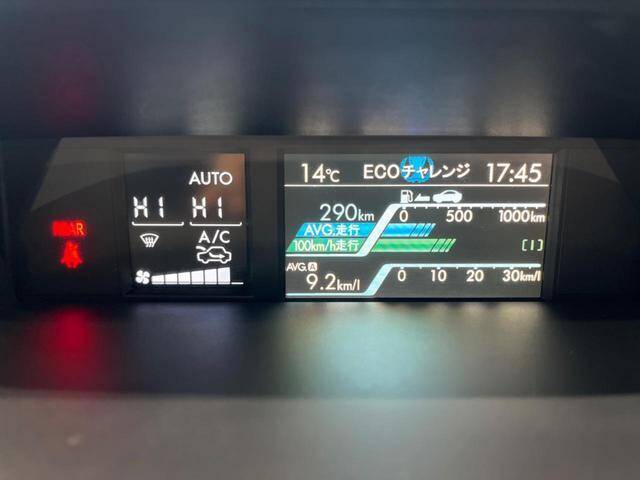 REAR
AUTO
HI HI
A/C
14℃ ECOチャレンジ 17:45
290km
0 500 1000km
AVG.走行
100km/h走行
[1]
AVG.A
9.2km/l
0 10 20 30km/l